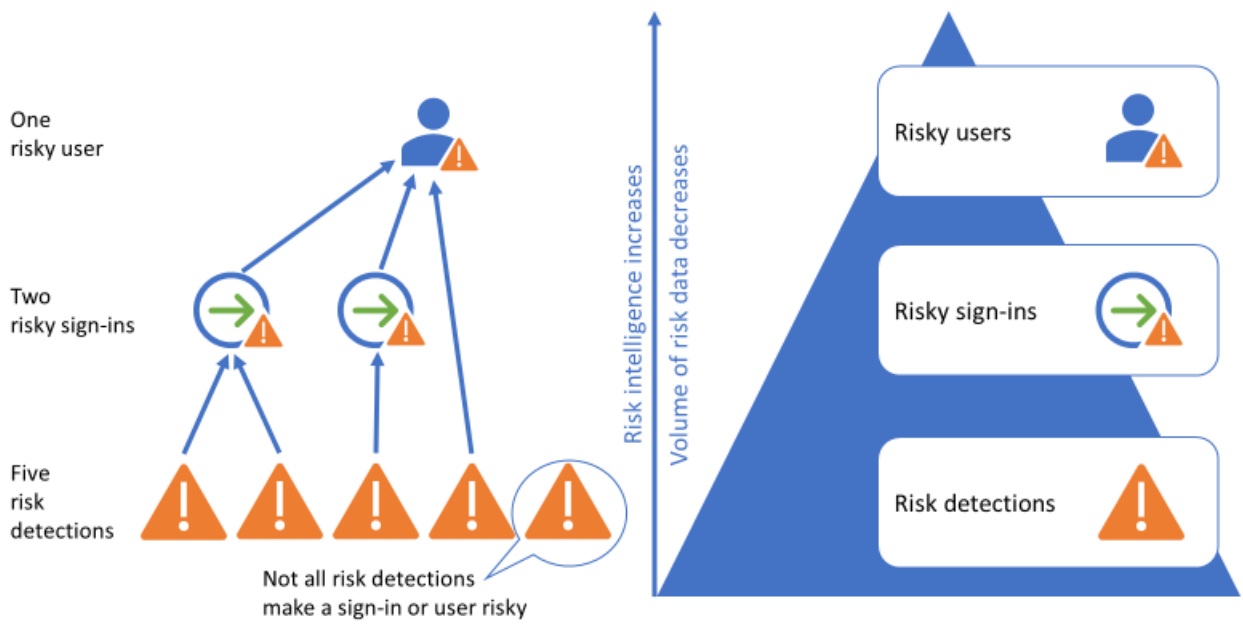 One
risky user
Two
risky sign-ins
Five
risk
detections
Not all risk detections
make a sign-in or user risky
Risk intelligence increases
Volume of risk data decreases
Risky users
Risky sign-ins
Risk detections